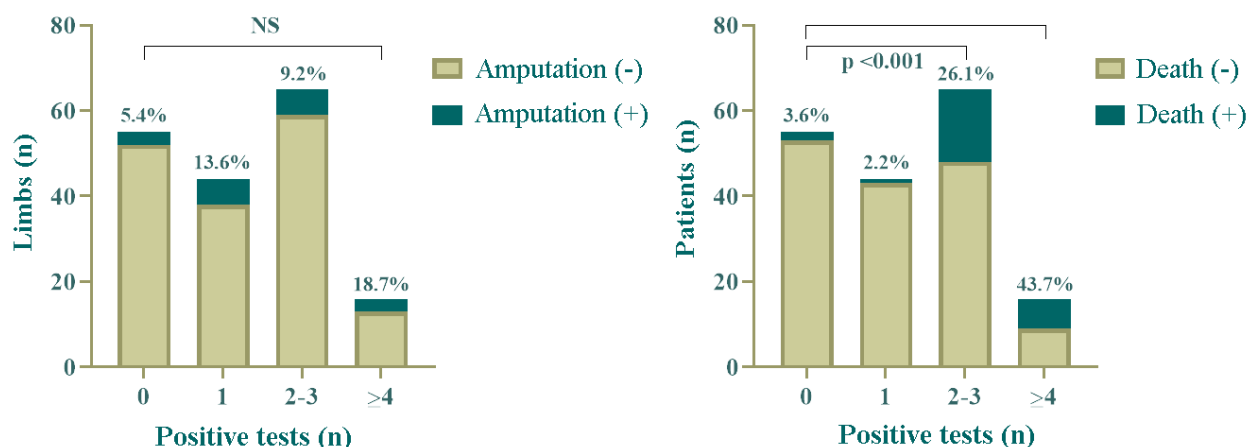 80
60
40
20
0
Limbs (n)
NS
5.4%
13.6%
9.2%
18.7%
0
1
2-3
≥4
Positive tests (n)
Amputation (-)
Amputation (+)
80
60
40
20
0
Patients (n)
p <0.001
3.6%
2.2%
26.1%
43.7%
0
1
2-3
≥4
Positive tests (n)
Death (-)
Death (+)